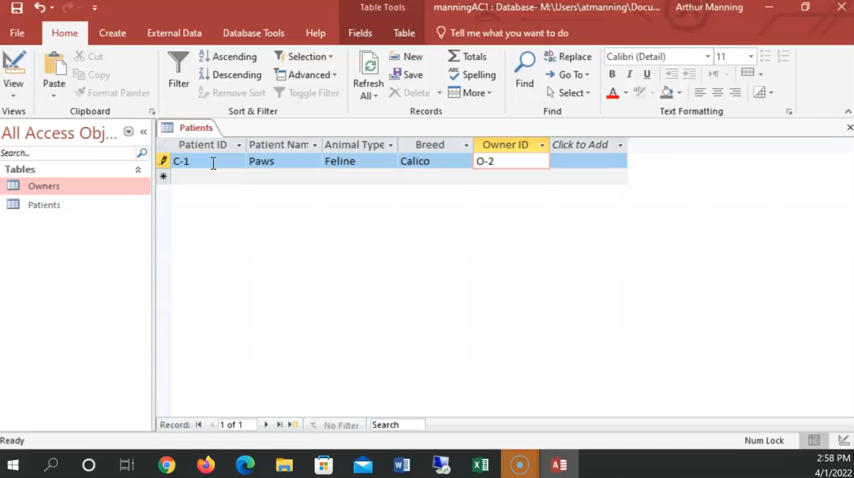 Table Tools
manningAC1 : Database- M:\Users\atmanning\Docu...
Arthur Manning
File
Home
Create
External Data
Database Tools
Help
Fields
Table
Tell me what you want to do
View
Views
Paste
Cut
Copy
Format Painter
Clipboard
Filter
Ascending
Descending
Remove Sort
Selection
Advanced
Toggle Filter
Sort & Filter
Refresh
All
New
Save
Delete
Totals
Spelling
More
Records
Find
Replace
Go To
Select
Find
Calibri (Detail)
11
B I U
A
Text Formatting
All Access Obj...
Search...
Tables
Owners
Patients
Patients
Patient ID Patient Nam Animal Type Breed Owner ID Click to Add
C-1 Paws Feline Calico O-2
Record: 1 of 1 No Filter Search
Ready
Num Lock
2:58 PM
4/1/2022